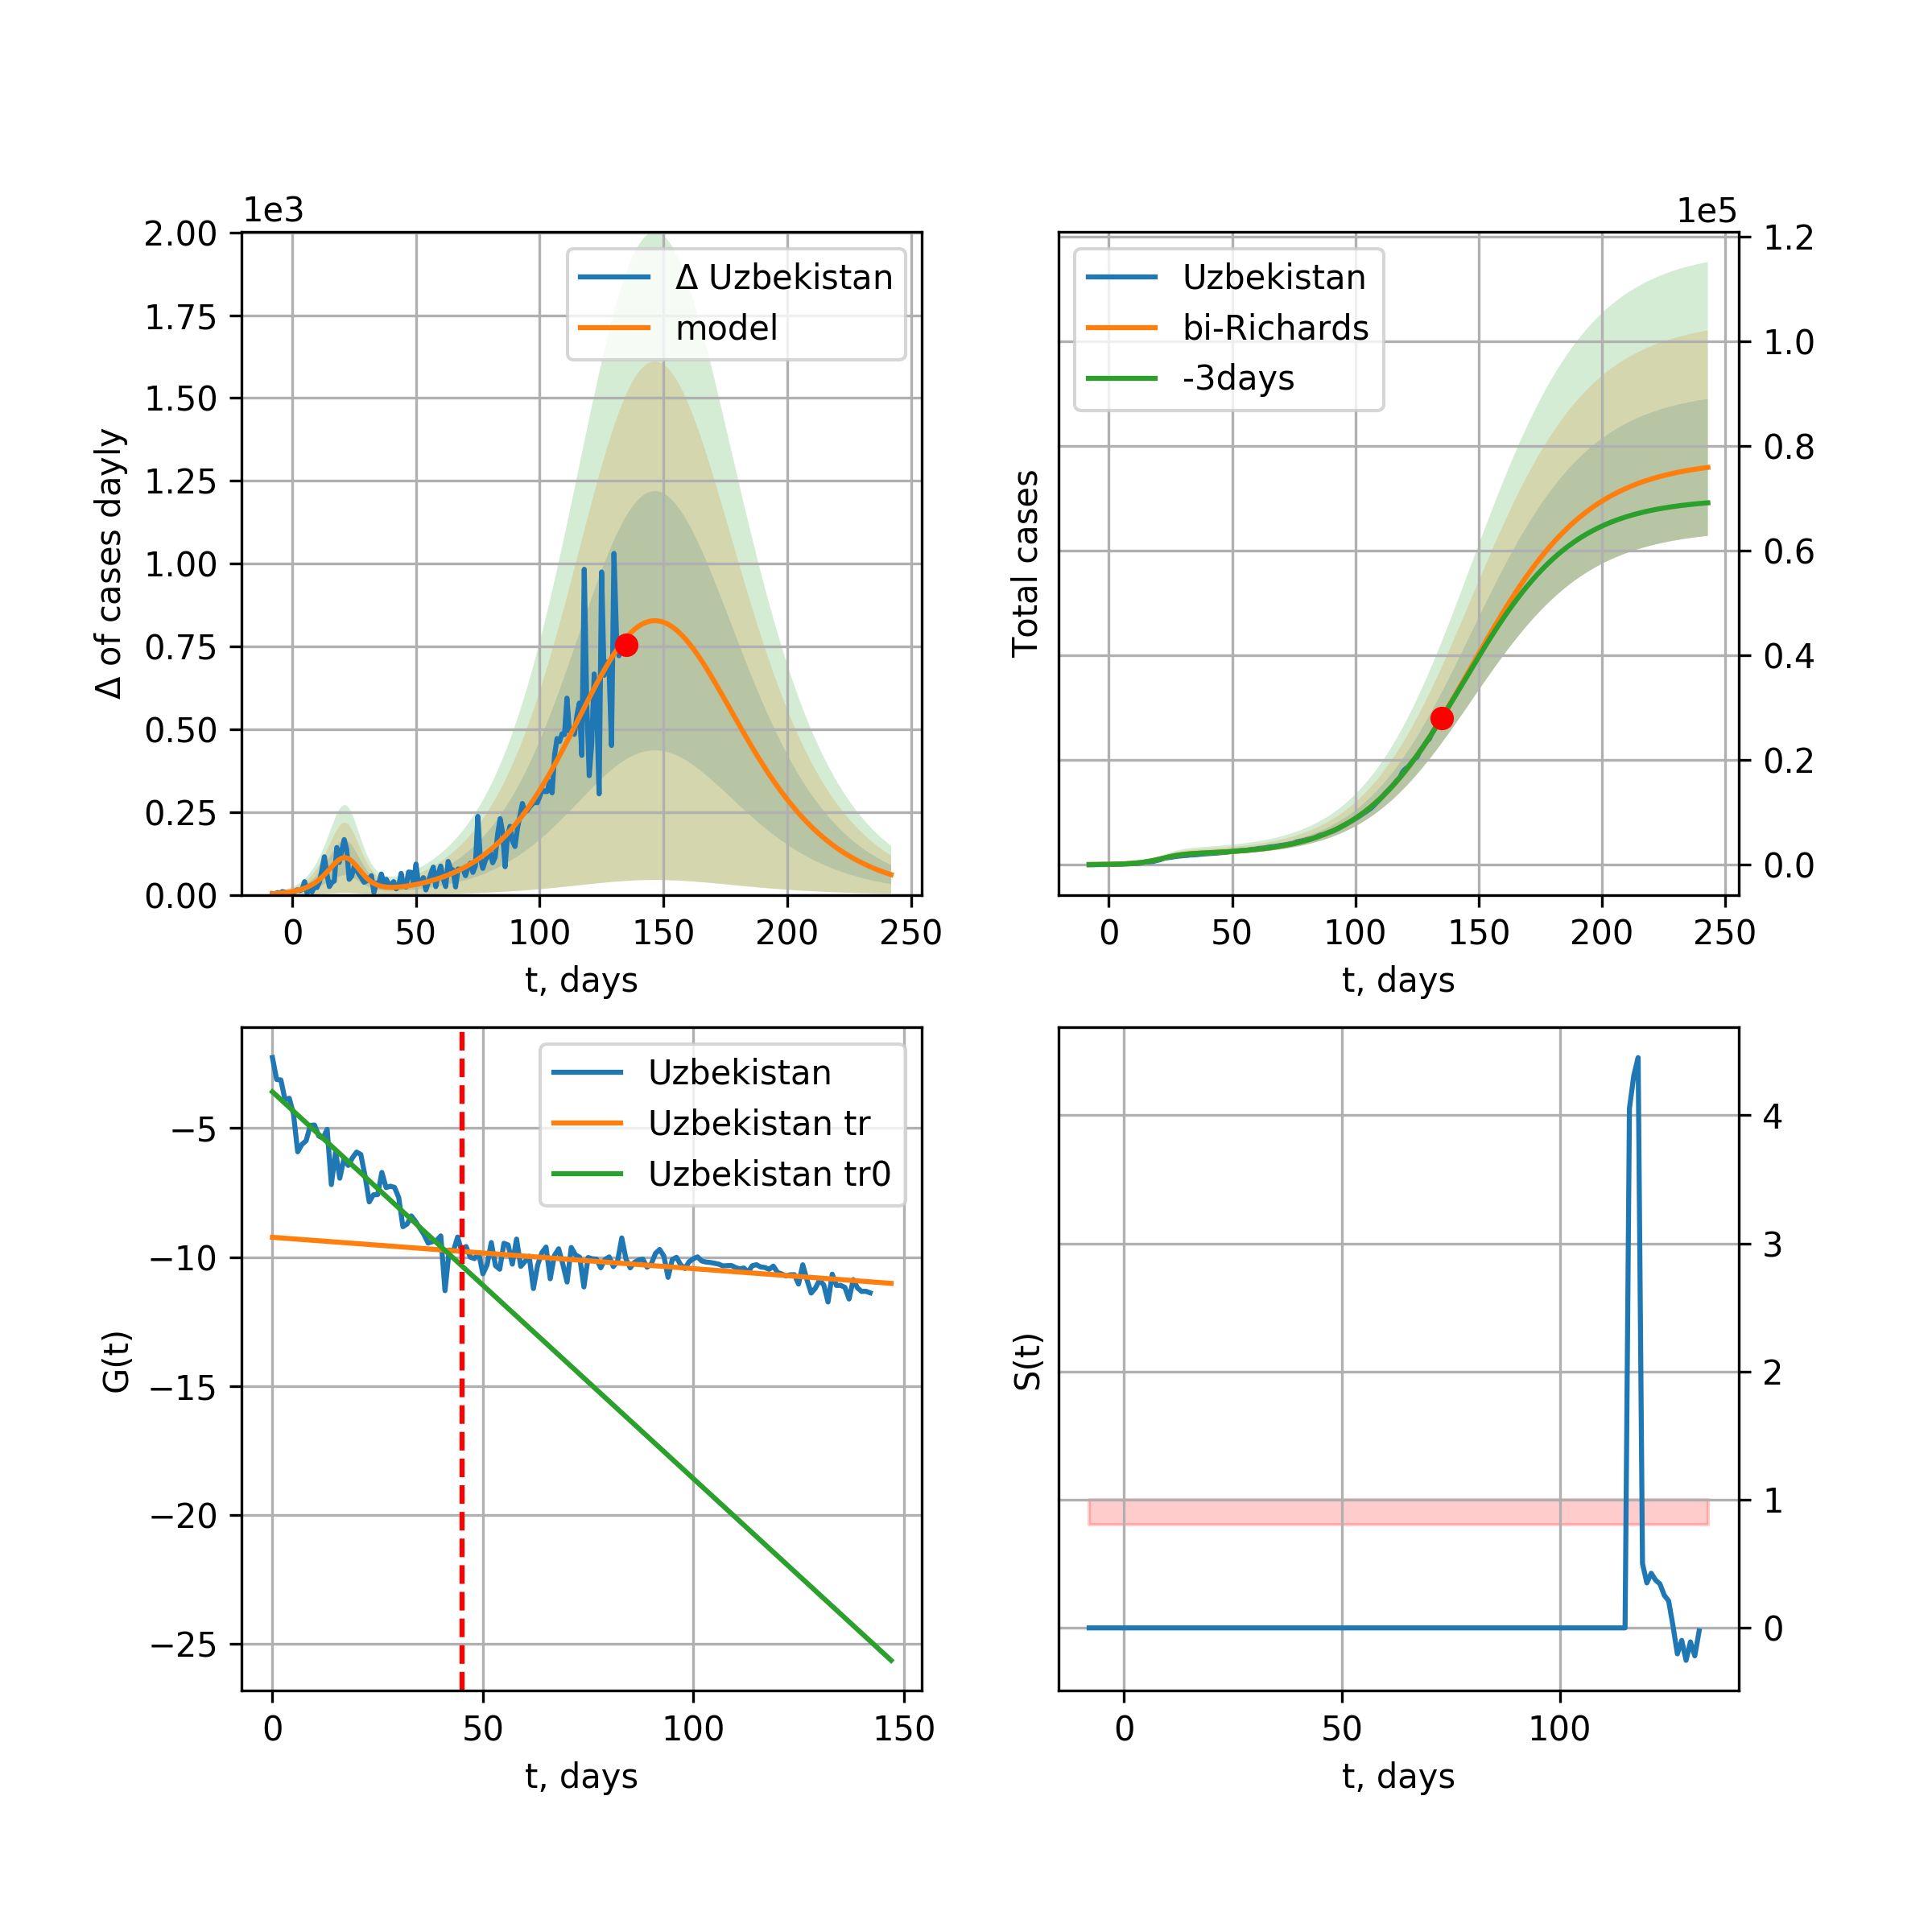 1e3
Δ Uzbekistan
model
2.00
1.75
1.50
1.25
1.00
0.75
0.50
0.25
0.00
Δ of cases dayly
0 50 100 150 200 250
t, days
1e5
Uzbekistan
bi-Richards
-3days
Total cases
1.2
1.0
0.8
0.6
0.4
0.2
0.0
0 50 100 150 200 250
t, days
Uzbekistan
Uzbekistan tr
Uzbekistan tr0
G(t)
−5
−10
−15
−20
−25
0 50 100 150
t, days
S(t)
4
3
2
1
0
0 50 100
t, days